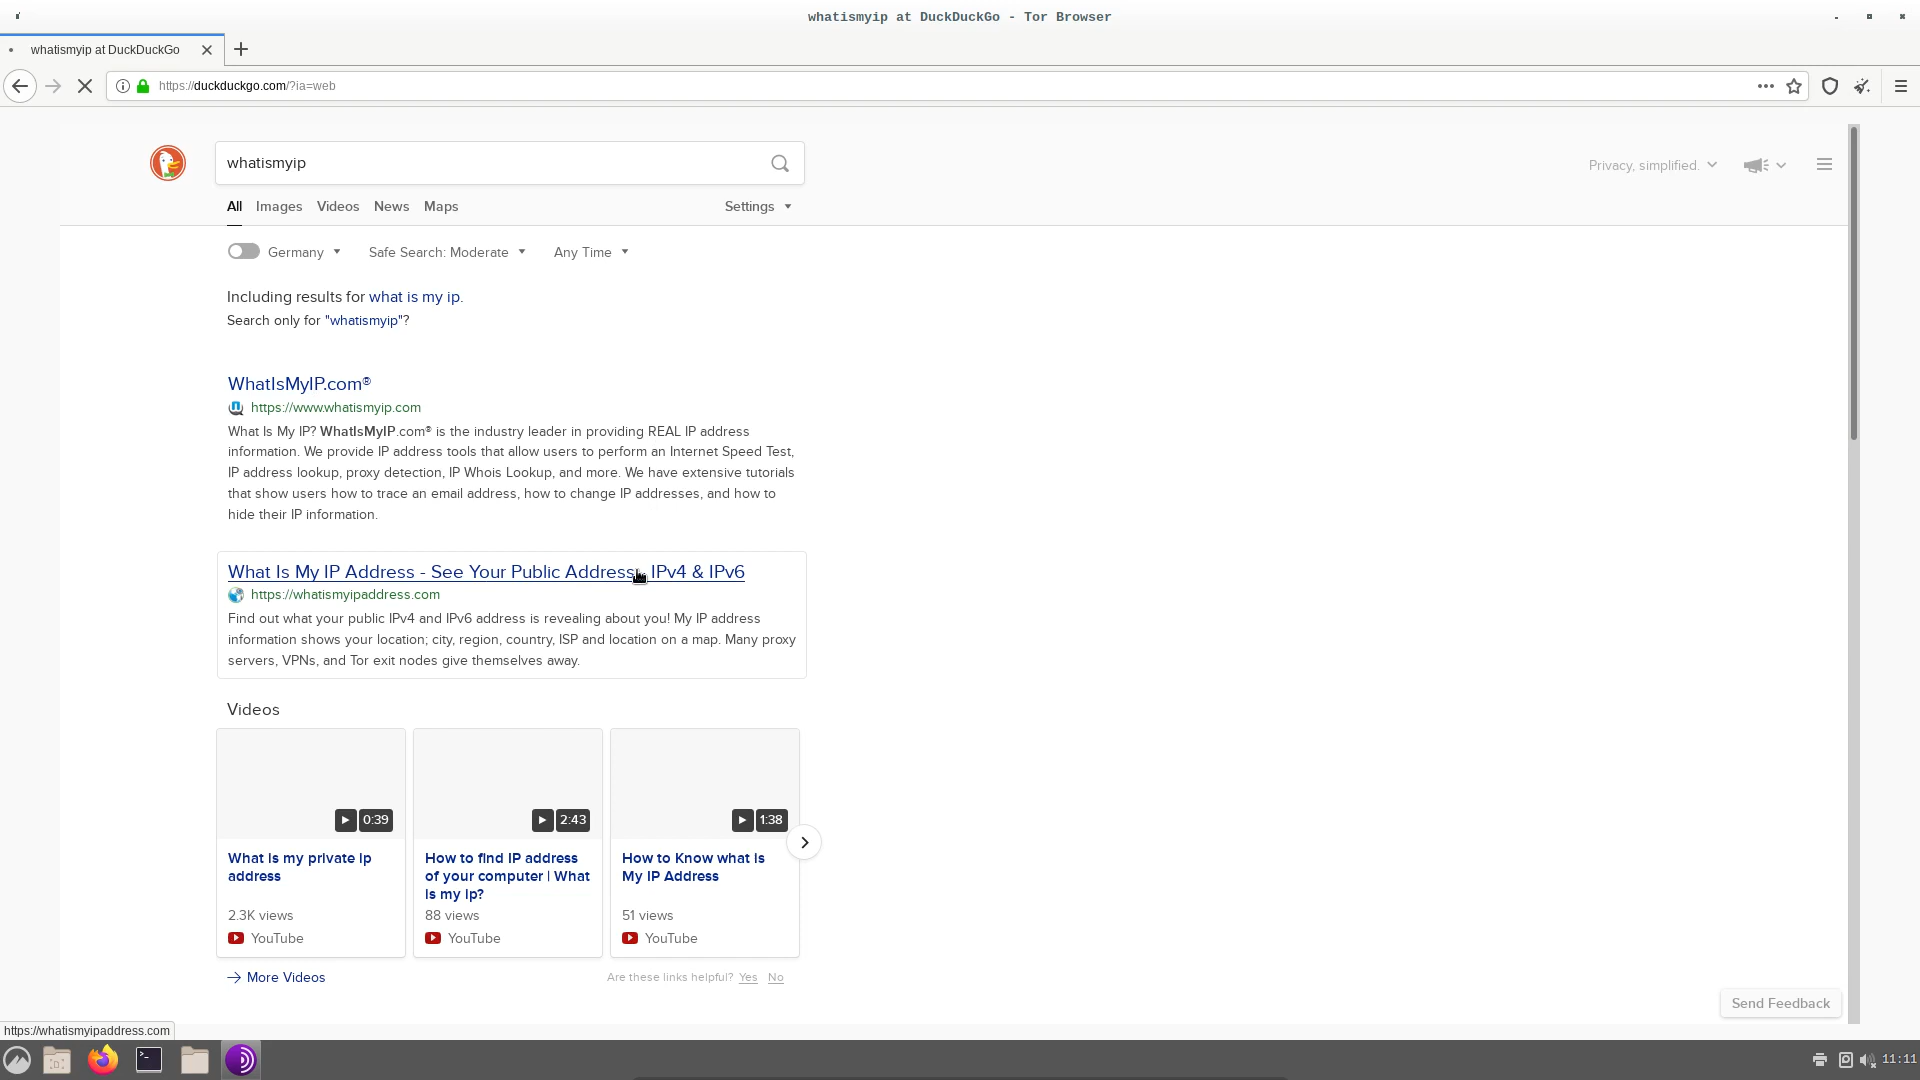 whatismyip at DuckDuckGo - Tor Browser
whatismyip at DuckDuckGo
https://duckduckgo.com/?ia=web
whatismyip
Privacy, simplified.
All Images Videos News Maps Settings
Germany Safe Search: Moderate Any Time
Including results for what is my ip.
Search only for "whatismyip"?
WhatIsMyIP.com®
https://www.whatismyip.com
What Is My IP? WhatIsMyIP.com® is the industry leader in providing REAL IP address
information. We provide IP address tools that allow users to perform an Internet Speed Test,
IP address lookup, proxy detection, IP Whois Lookup, and more. We have extensive tutorials
that show users how to trace an email address, how to change IP addresses, and how to
hide their IP information.
What Is My IP Address - See Your Public Address - IPv4 & IPv6
https://whatismyipaddress.com
Find out what your public IPv4 and IPv6 address is revealing about you! My IP address
information shows your location; city, region, country, ISP and location on a map. Many proxy
servers, VPNs, and Tor exit nodes give themselves away.
Videos
0:39
What is my private ip
address
2.3K views
YouTube
2:43
How to find IP address
of your computer | What
is my ip?
88 views
YouTube
1:38
How to Know what is
My IP Address
51 views
YouTube
More Videos
Are these links helpful? Yes No
Send Feedback
https://whatismyipaddress.com
11:11